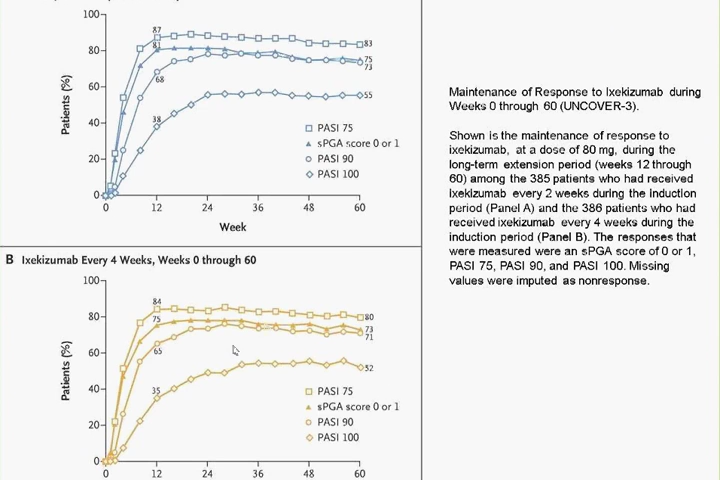 100
80
60
40
20
0
Patients (%)
87
81
68
38
83
75
73
55
PASI 75
sPGA score 0 or 1
PASI 90
PASI 100
0 12 24 36 48 60
Week
B Ixekizumab Every 4 Weeks, Weeks 0 through 60
100
80
60
40
20
0
Patients (%)
84
75
65
35
80
73
71
52
PASI 75
sPGA score 0 or 1
PASI 90
PASI 100
0 12 24 36 48 60
Maintenance of Response to Ixekizumab during
Weeks 0 through 60 (UNCOVER-3).
Shown is the maintenance of response to
ixekizumab, at a dose of 80 mg, during the
long-term extension period (weeks 12 through
60) among the 385 patients who had received
Ixekizumab every 2 weeks during the induction
period (Panel A) and the 386 patients who had
received ixekizumab every 4 weeks during the
induction period (Panel B). The responses that
were measured were an sPGA score of 0 or 1,
PASI 75, PASI 90, and PASI 100. Missing
values were imputed as nonresponse.